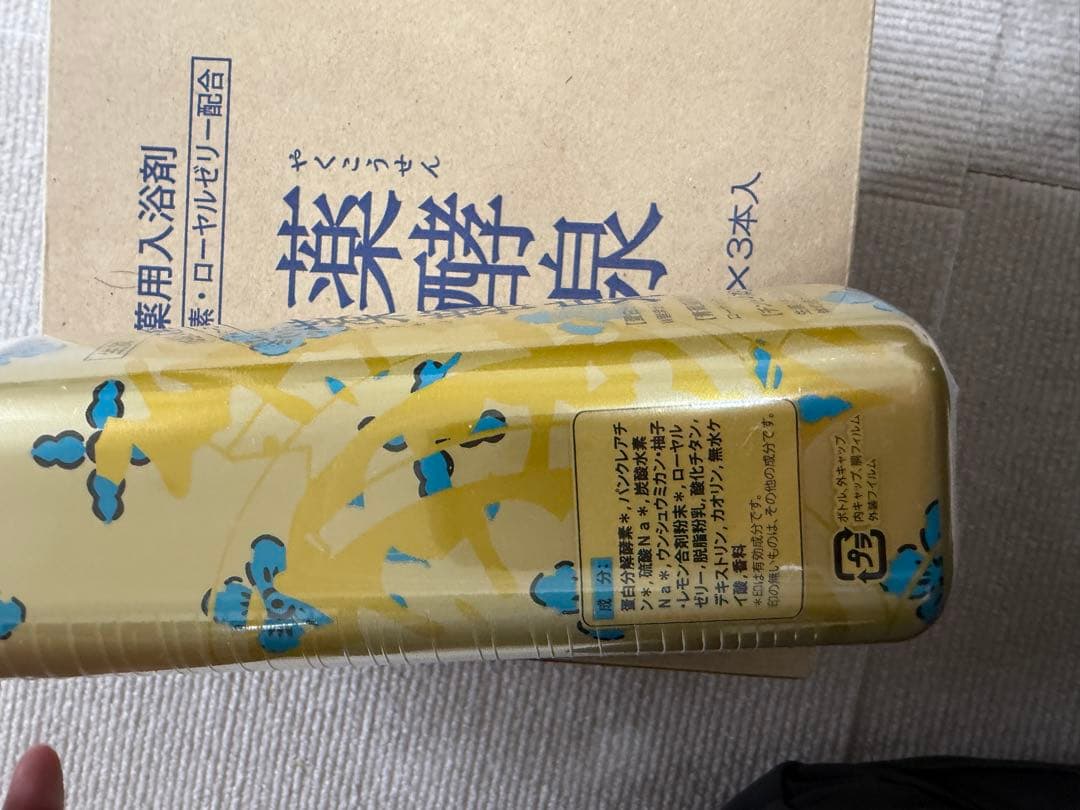 薬用入浴剤
素・ローヤルゼリー配合
やくこうせん
薬酵泉
×3本入
成 分:
蛋白分解酵素*,パンクレアチ
ン*,硫酸Na*,炭酸水素
Na*,ウンシュウミカン・柚子
・レモン合剤粉末*,ローヤル
ゼリー,脱脂粉乳,酸化チタン,
デキストリン,カオリン,無水ケ
イ酸,香料
*印は有効成分です。
印の無いものは、その他の成分です。
プラ
ボトル,外キャップ
内キャップ,銅フィルム
外装フイルム